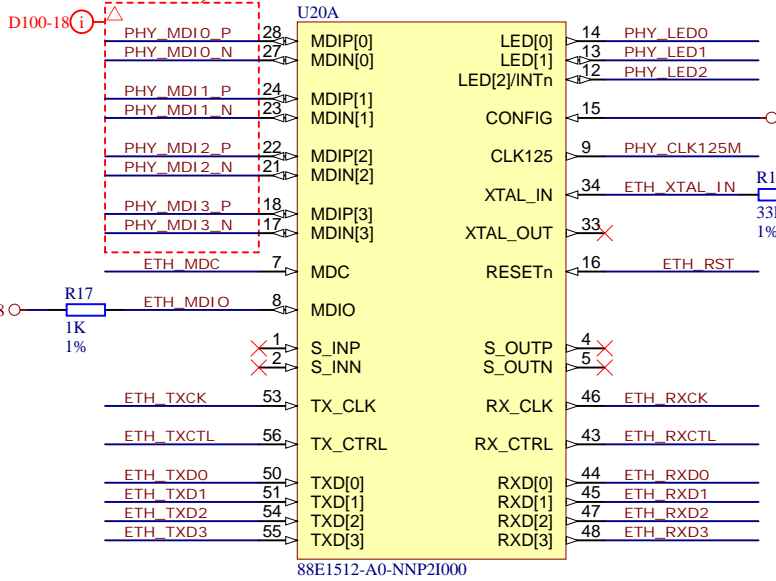 D100-18 i
U20A
PHY_MDI0_P 28 MDIP[0] LED[0] 14 PHY_LED0
PHY_MDI0_N 27 MDIN[0] LED[1] 13 PHY_LED1
LED[2]/INTn 12 PHY_LED2
PHY_MDI1_P 24 MDIP[1]
PHY_MDI1_N 23 MDIN[1] CONFIG 15
PHY_MDI2_P 22 MDIP[2] CLK125 9 PHY_CLK125M
PHY_MDI2_N 21 MDIN[2]
XTAL_IN 34 ETH_XTAL_IN R1
33
1%
PHY_MDI3_P 18 MDIP[3]
PHY_MDI3_N 17 MDIN[3] XTAL_OUT 33
ETH_MDC 7 MDC RESETn 16 ETH_RST
8 R17 ETH_MDIO 8 MDIO
1K
1%
1 S_INP S_OUTP 4
2 S_INN S_OUTN 5
ETH_TXCK 53 TX_CLK RX_CLK 46 ETH_RXCK
ETH_TXCTL 56 TX_CTRL RX_CTRL 43 ETH_RXCTL
ETH_TXD0 50 TXD[0] RXD[0] 44 ETH_RXD0
ETH_TXD1 51 TXD[1] RXD[1] 45 ETH_RXD1
ETH_TXD2 54 TXD[2] RXD[2] 47 ETH_RXD2
ETH_TXD3 55 TXD[3] RXD[3] 48 ETH_RXD3
88E1512-A0-NNP2I000